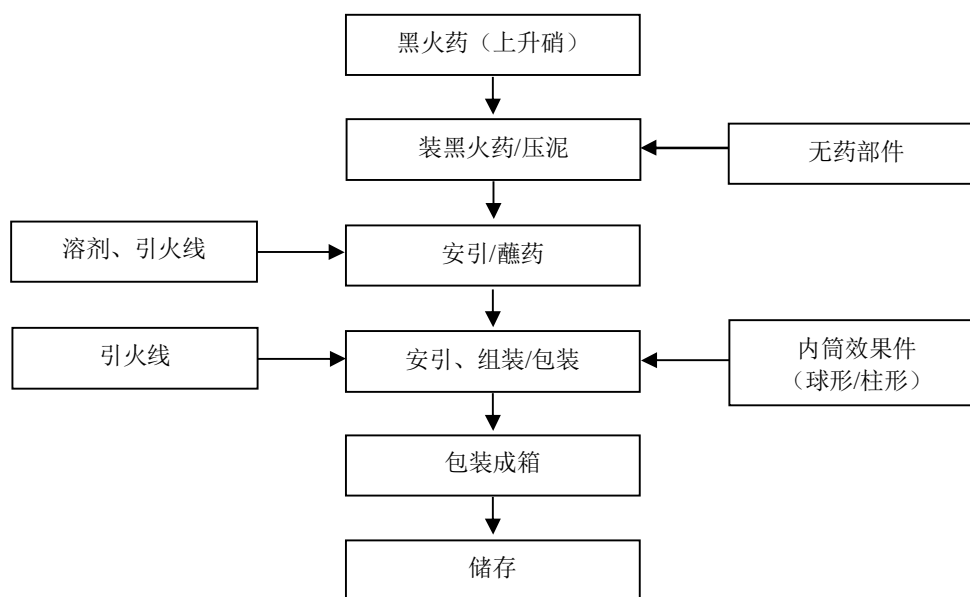 黑火药（上升硝）
装黑火药/压泥
无药部件
溶剂、引火线
安引/蘸药
引火线
安引、组装/包装
内筒效果件
（球形/柱形）
包装成箱
储存